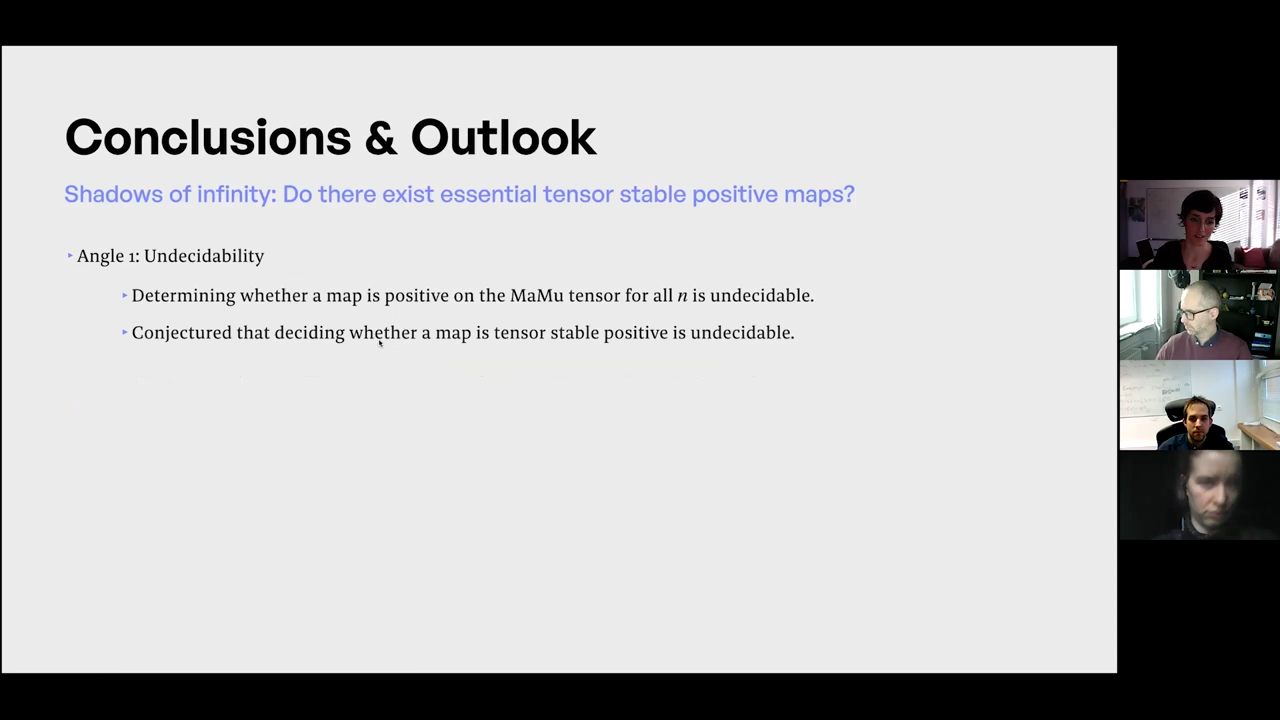 Conclusions & Outlook
Shadows of infinity: Do there exist essential tensor stable positive maps?
‣ Angle 1: Undecidability
‣ Determining whether a map is positive on the MaMu tensor for all n is undecidable.
‣ Conjectured that deciding whether a map is tensor stable positive is undecidable.